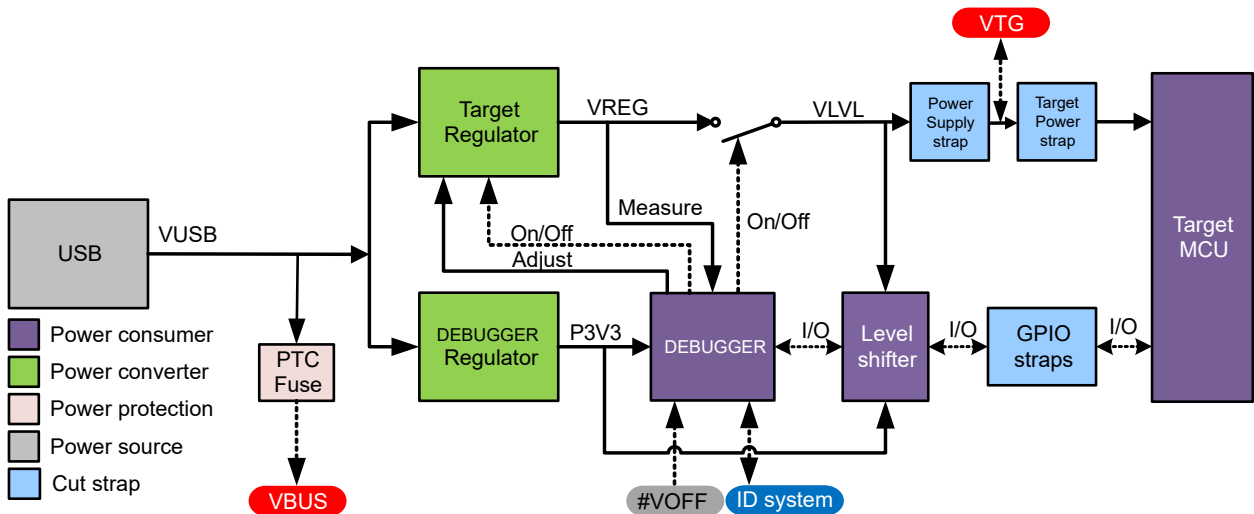 VTG
Target
Regulator
VREG
VLVL
Power
Supply
strap
Target
Power
strap
USB
VUSB
Measure
On/Off
On/Off
Adjust
Target
MCU
DEBUGGER
Regulator
P3V3
DEBUGGER
I/O
Level
shifter
I/O
GPIO
straps
I/O
PTC
Fuse
Power consumer
Power converter
Power protection
Power source
Cut strap
VBUS
#VOFF
ID system